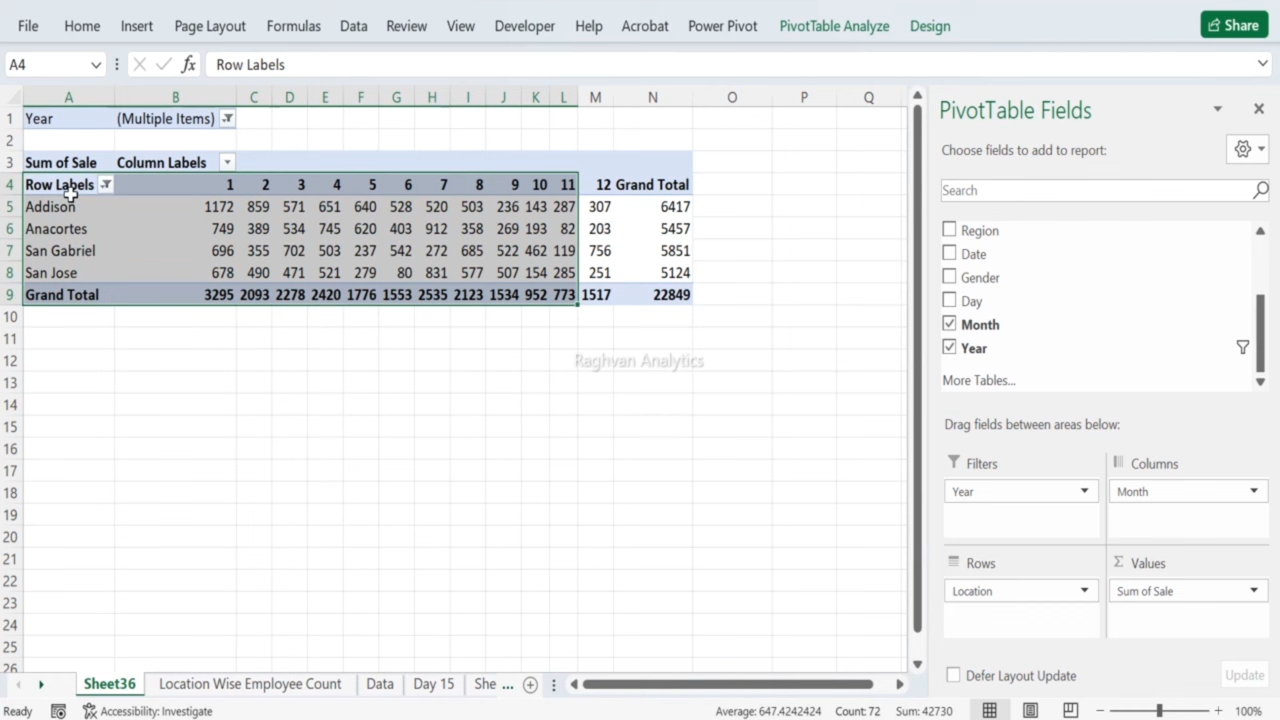 File Home Insert Page Layout Formulas Data Review View Developer Help Acrobat Power Pivot PivotTable Analyze Design Share
A4 fx Row Labels
A B C D E F G H I J K L M N O P Q
1 Year (Multiple Items)
2
3 Sum of Sale Column Labels
4 Row Labels 1 2 3 4 5 6 7 8 9 10 11 12 Grand Total
5 Addison 1172 859 571 651 640 528 520 503 236 143 287 307 6417
6 Anacortes 749 389 534 745 620 403 912 358 269 193 82 203 5457
7 San Gabriel 696 355 702 503 237 542 272 685 522 462 119 756 5851
8 San Jose 678 490 471 521 279 80 831 577 507 154 285 251 5124
9 Grand Total 3295 2093 2278 2420 1776 1553 2535 2123 1534 952 773 1517 22849
10
11
12
13
14
15
16
17
18
19
20
21
22
23
24
25
26
Raghvan Analytics
PivotTable Fields
Choose fields to add to report:
Search
Region
Date
Gender
Day
Month
Year
More Tables...
Drag fields between areas below:
Filters Columns
Year Month
Rows Σ Values
Location Sum of Sale
Defer Layout Update Update
Sheet36 Location Wise Employee Count Data Day 15 She ...
Ready Accessibility: Investigate Average: 647.4242424 Count: 72 Sum: 42730 100%